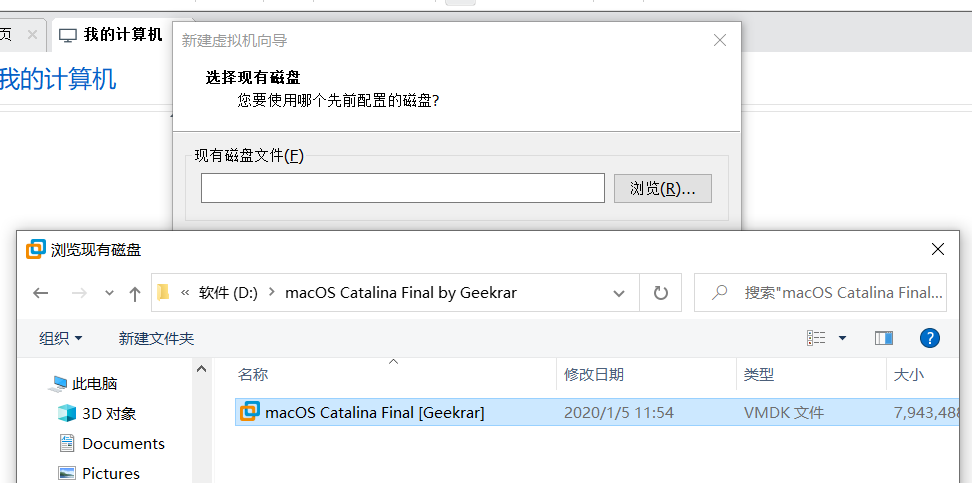 页
我的计算机
新建虚拟机向导
我的计算机
选择现有磁盘
您要使用哪个先前配置的磁盘?
现有磁盘文件(F)
浏览(R)...
浏览现有磁盘
« 软件 (D:) > macOS Catalina Final by Geekrar
搜索"macOS Catalina Final...
组织
新建文件夹
名称
修改日期
类型
大小
此电脑
macOS Catalina Final [Geekrar]
2020/1/5 11:54
VMDK 文件
7,943,488
3D 对象
Documents
Pictures